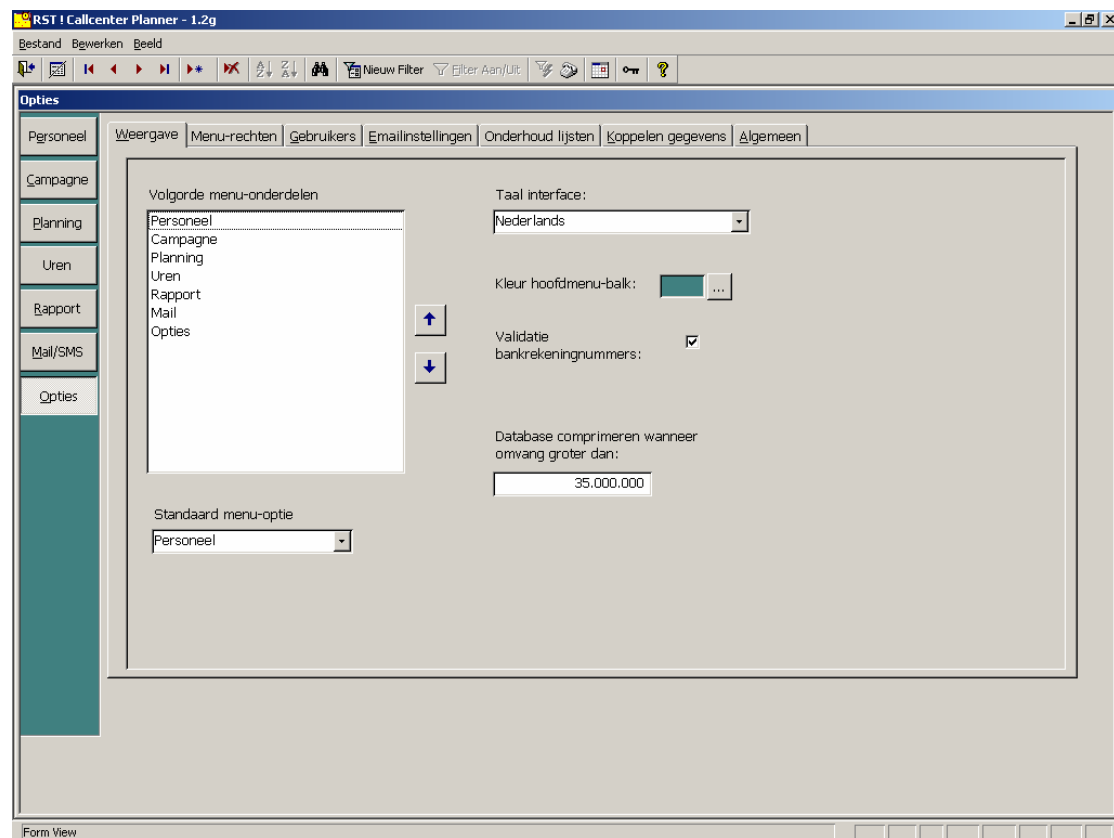 RST ! Callcenter Planner - 1.2g
Bestand Bewerken Beeld
Nieuw Filter Filter Aan/Uit
Opties
Personeel
Campagne
Planning
Uren
Rapport
Mail/SMS
Opties
Weergave Menu-rechten Gebruikers Emailinstellingen Onderhoud lijsten Koppelen gegevens Algemeen
Volgorde menu-onderdelen
Personeel
Campagne
Planning
Uren
Rapport
Mail
Opties
Standaard menu-optie
Personeel
Taal interface:
Nederlands
Kleur hoofdmenu-balk:
...
Validatie
bankrekeningnummers:
Database comprimeren wanneer
omvang groter dan:
35.000.000
Form View